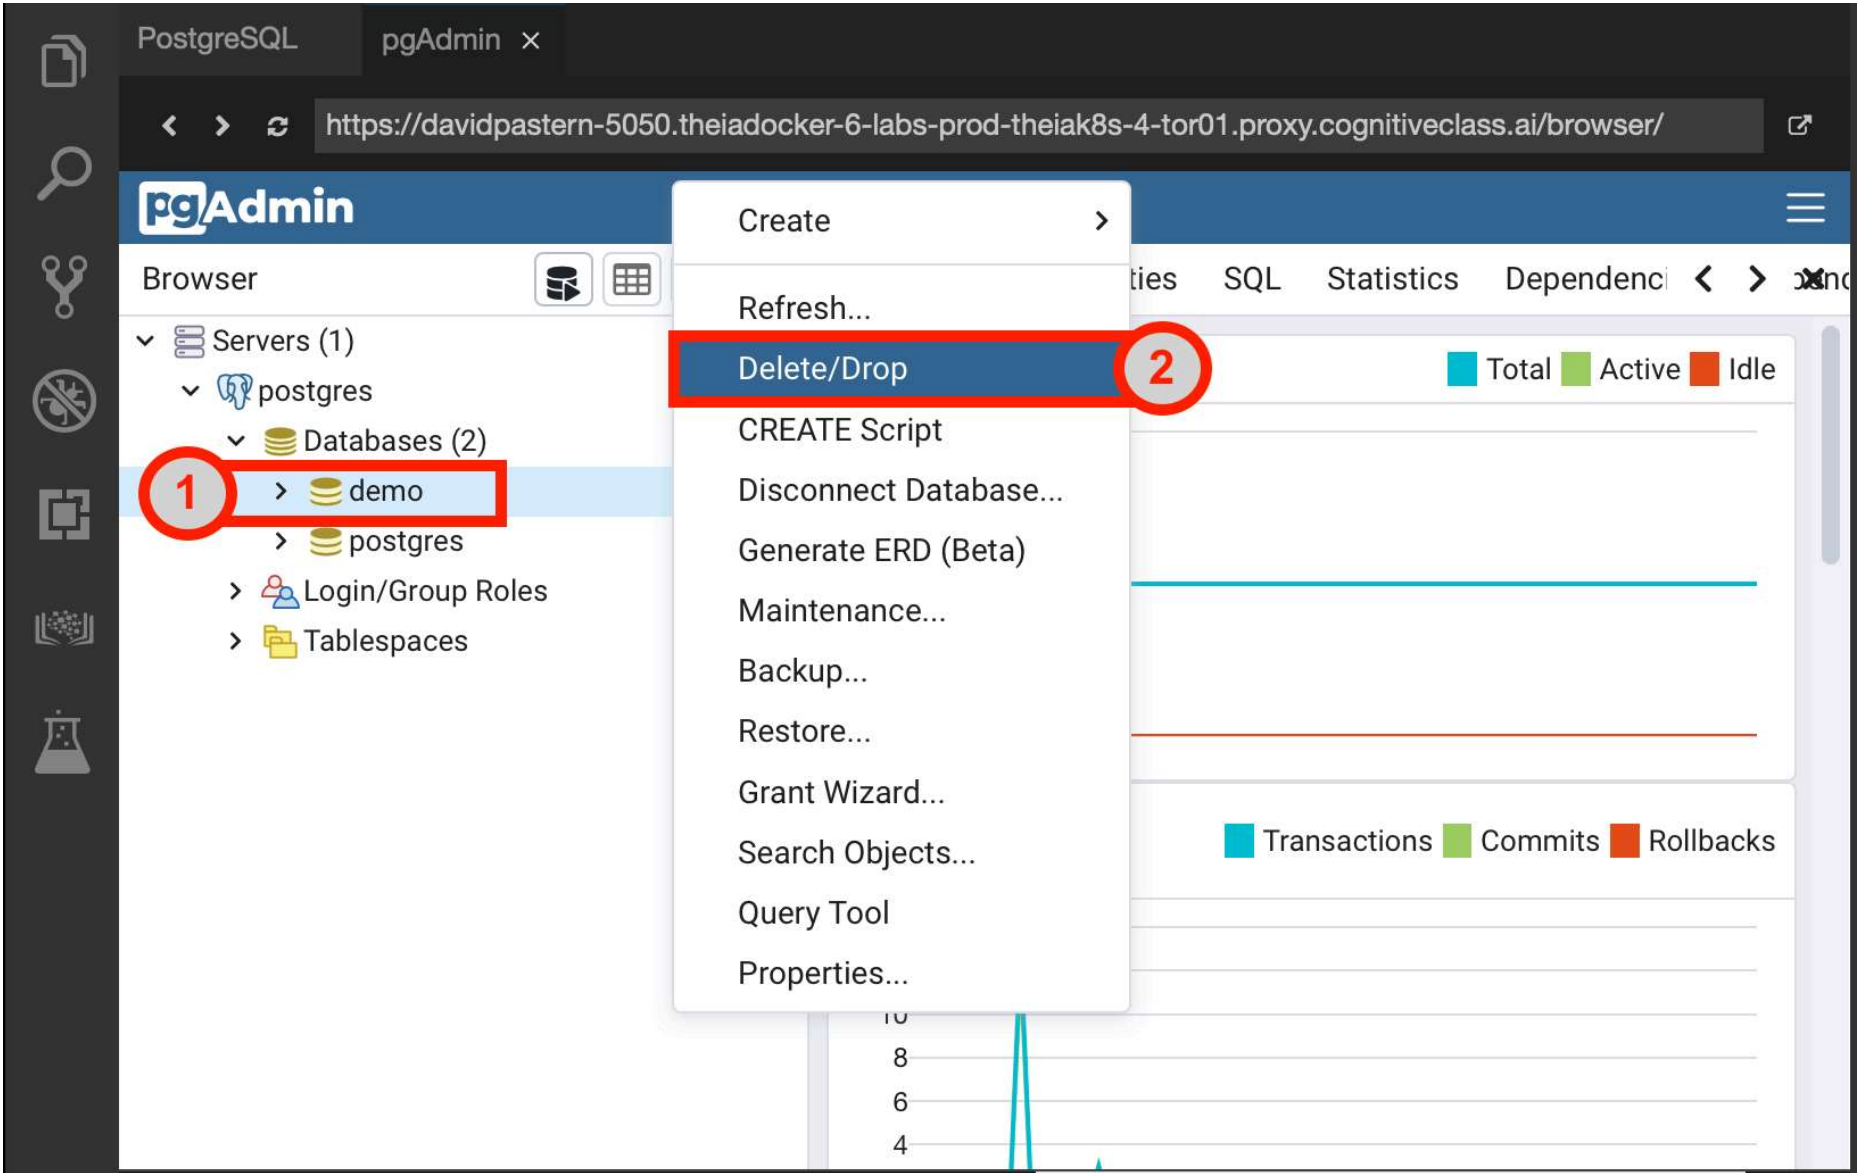 PostgreSQL
pgAdmin
https://davidpastern-5050.theiadocker-6-labs-prod-theiak8s-4-tor01.proxy.cognitiveclass.ai/browser/
pgAdmin
Browser
ties SQL Statistics Dependenci
Servers (1)
postgres
Databases (2)
1
demo
postgres
Login/Group Roles
Tablespaces
Create
Refresh...
Delete/Drop
2
CREATE Script
Disconnect Database...
Generate ERD (Beta)
Maintenance...
Backup...
Restore...
Grant Wizard...
Search Objects...
Query Tool
Properties...
Total Active Idle
Transactions Commits Rollbacks
10
8
6
4